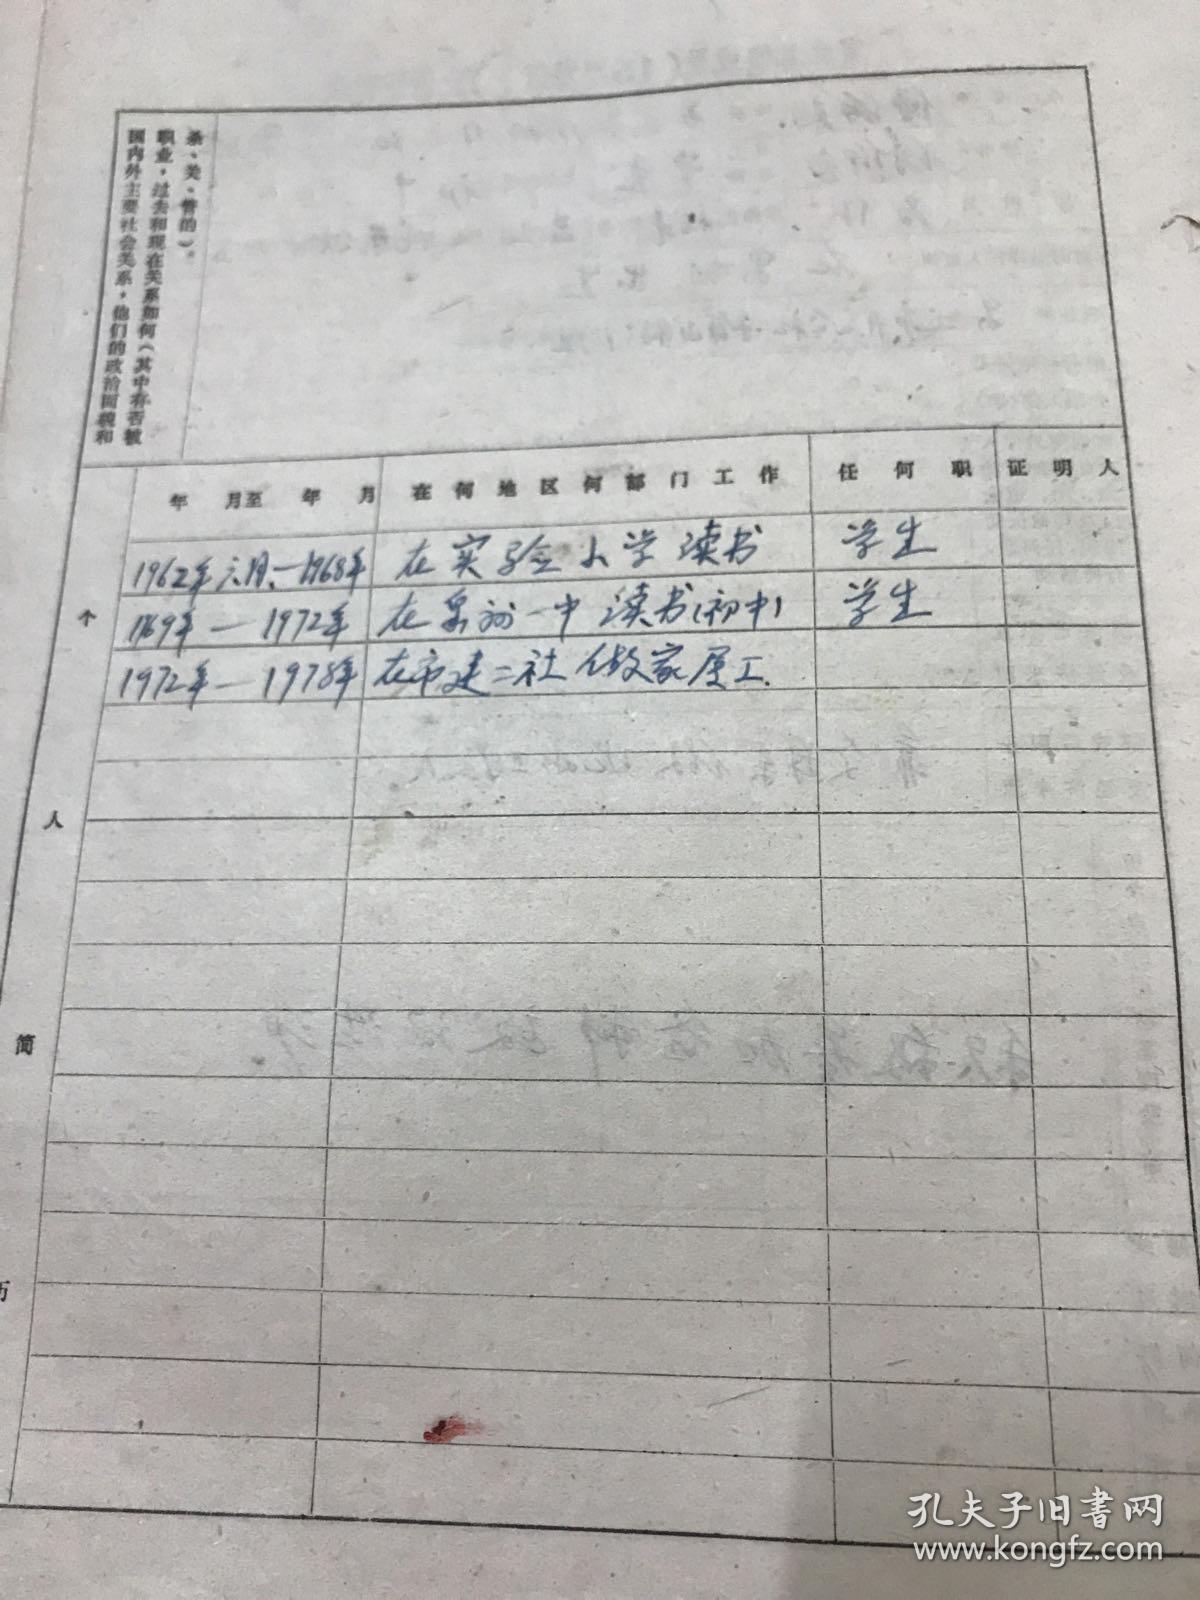 国内外主要社会关系，他们的政治面貌和
职业，过去和现在关系如何（其中有否被
杀、关、管的）。
个人简历
年 月至 年 月 在何地区何部门工作 任何职 证明人
1962年六月.—1968年 在实验小学读书 学生
1969年—1972年 在泉州一中读书(初中) 学生
1972年—1978年 在市建二社做家属工.
孔夫子旧书网
www.kongfz.com